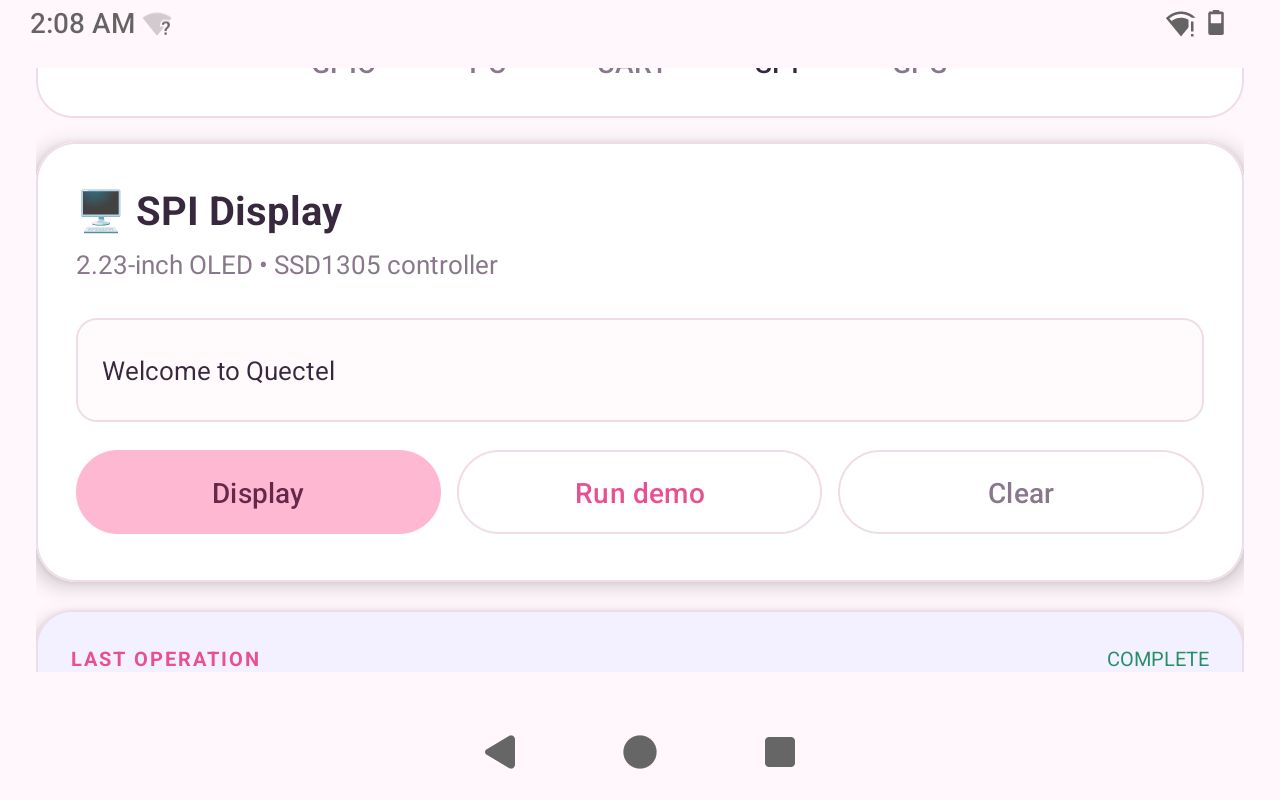 2:08 AM
SPI
🖥️ SPI Display
2.23-inch OLED • SSD1305 controller
Welcome to Quectel
Display
Run demo
Clear
LAST OPERATION
COMPLETE